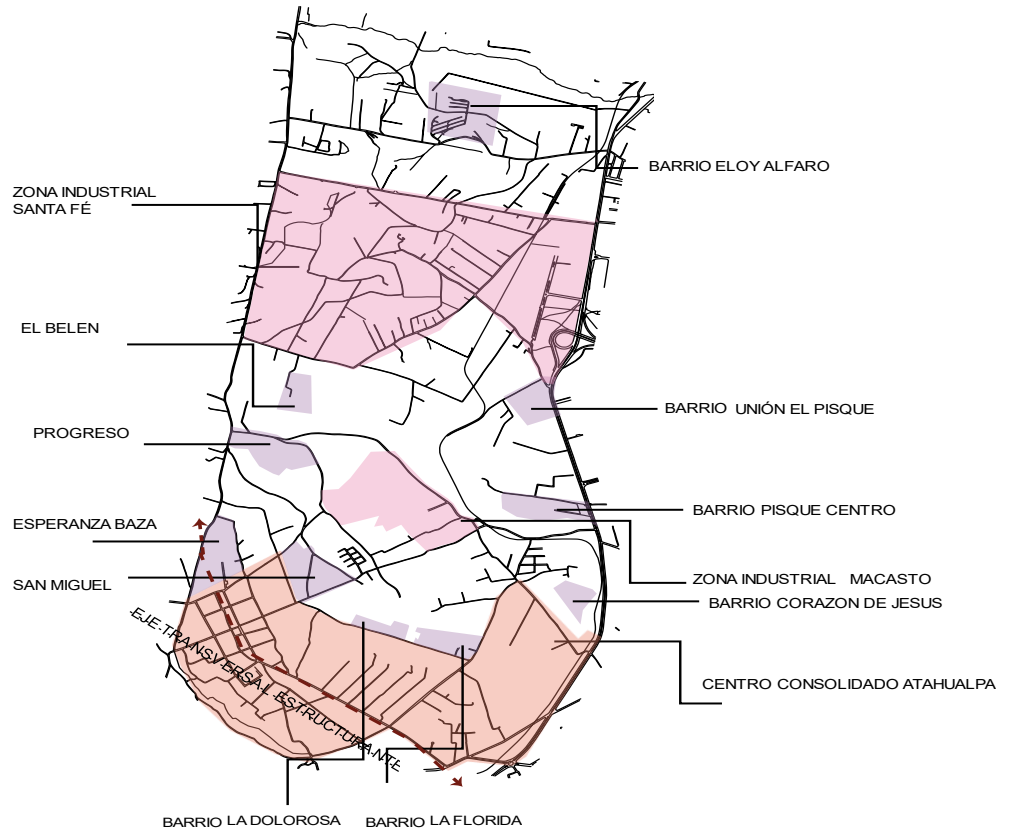 BARRIO ELOY ALFARO
ZONA INDUSTRIAL
SANTA FÉ
EL BELEN
BARRIO UNIÓN EL PISQUE
PROGRESO
BARRIO PISQUE CENTRO
ESPERANZA BAZA
ZONA INDUSTRIAL MACASTO
SAN MIGUEL
BARRIO CORAZON DE JESUS
EJE TRANSVERSAL ESTRUCTURANTE
CENTRO CONSOLIDADO ATAHUALPA
BARRIO LA DOLOROSA
BARRIO LA FLORIDA